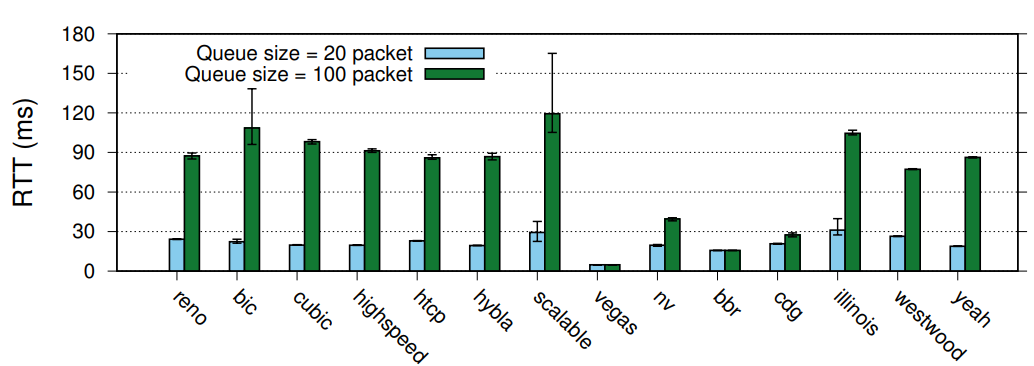 180
150
120
90
60
30
0
RTT (ms)
Queue size = 20 packet
Queue size = 100 packet
reno
bic
cubic
highspeed
htcp
hybla
scalable
vegas
nv
bbr
cdg
illinois
westwood
yeah